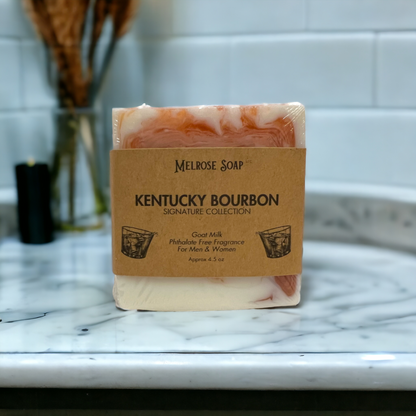 MELROSE SOAP
KENTUCKY BOURBON
SIGNATURE COLLECTION
Goat Milk
Phthalate Free Fragrance
For Men & Women
Approx 4.5 oz